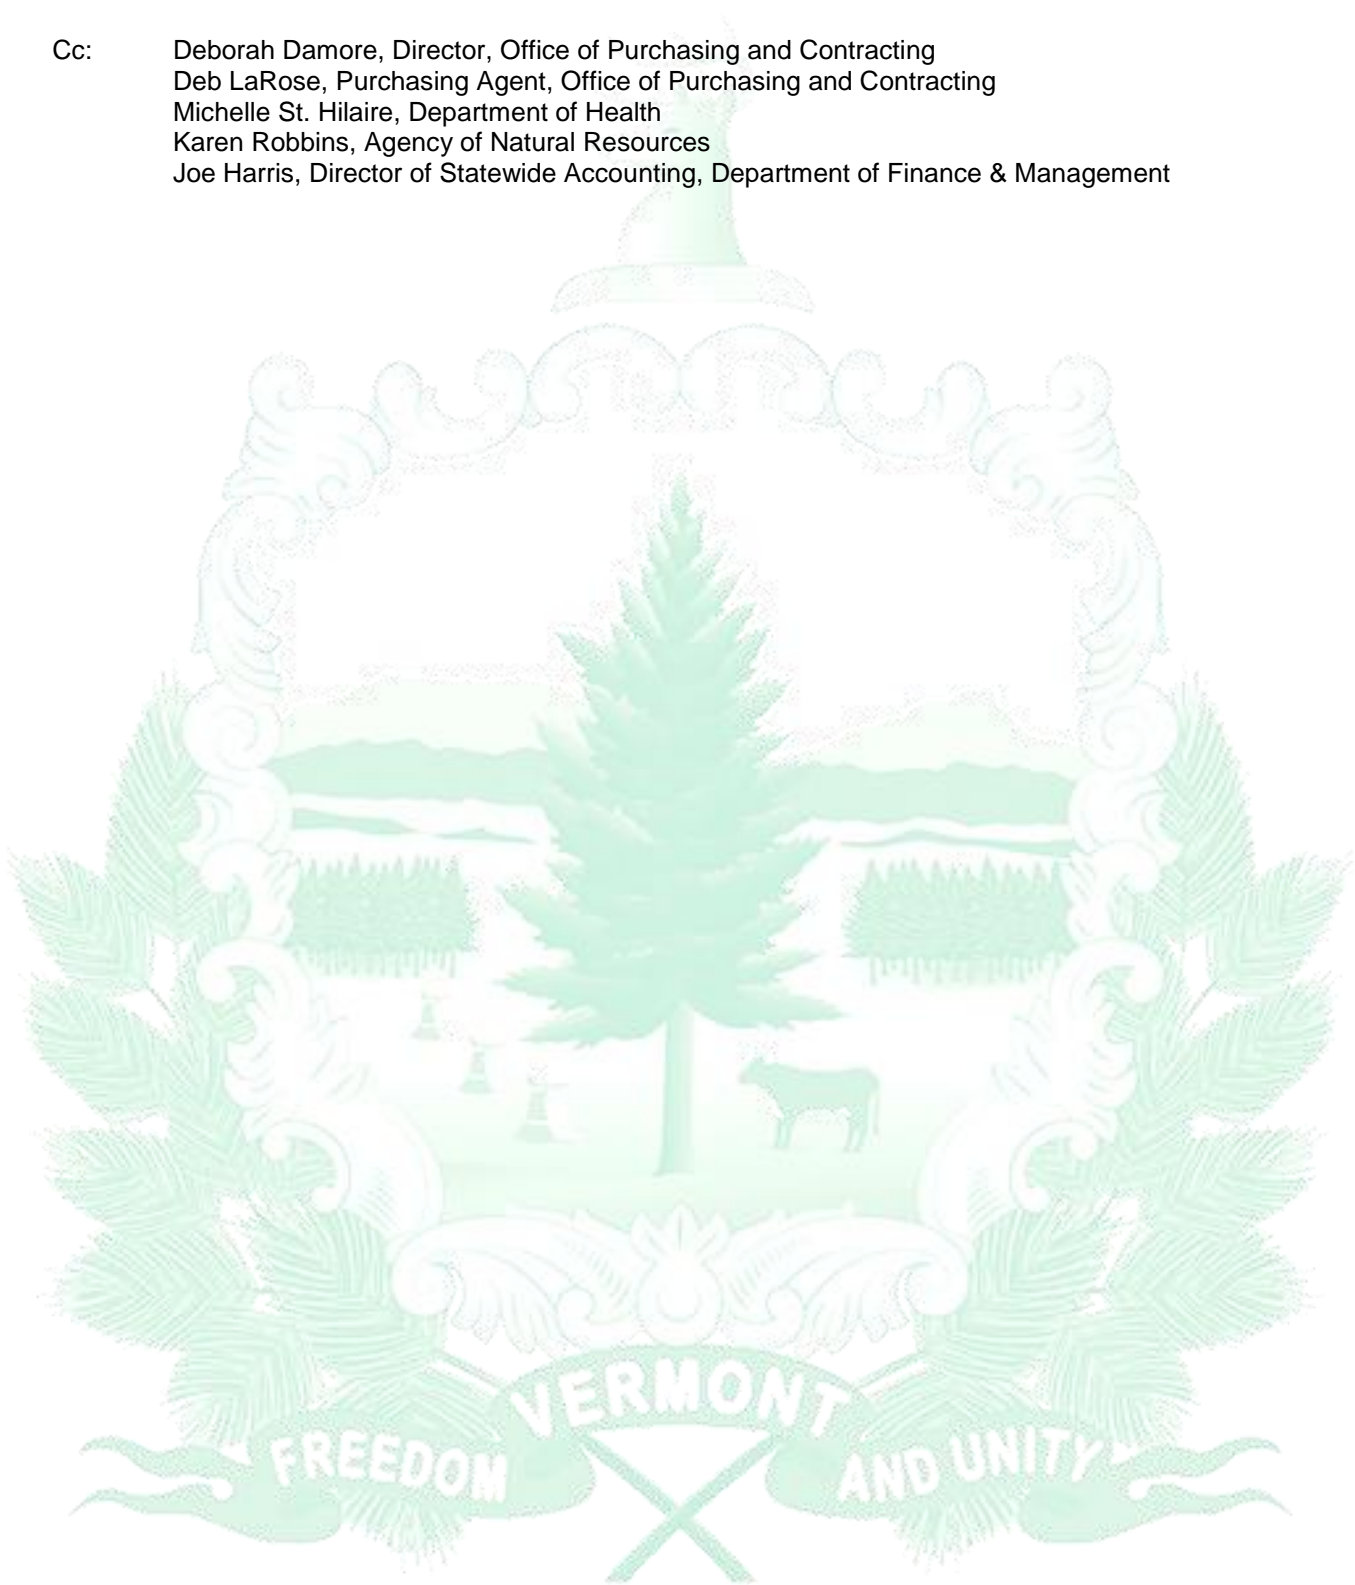 Cc: Deborah Damore, Director, Office of Purchasing and Contracting
Deb LaRose, Purchasing Agent, Office of Purchasing and Contracting
Michelle St. Hilaire, Department of Health
Karen Robbins, Agency of Natural Resources
Joe Harris, Director of Statewide Accounting, Department of Finance & Management
VERMONT
FREEDOM AND UNITY